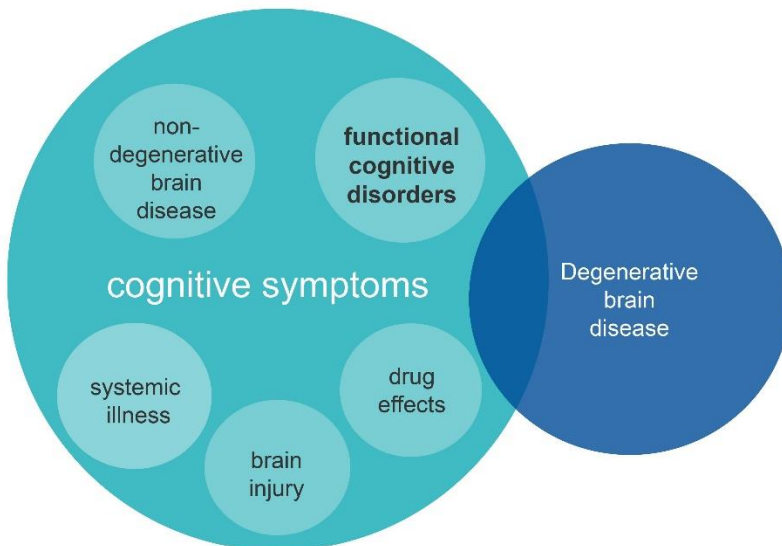 non-
degenerative
brain
disease
functional
cognitive
disorders
cognitive symptoms
Degenerative
brain
disease
systemic
illness
drug
effects
brain
injury